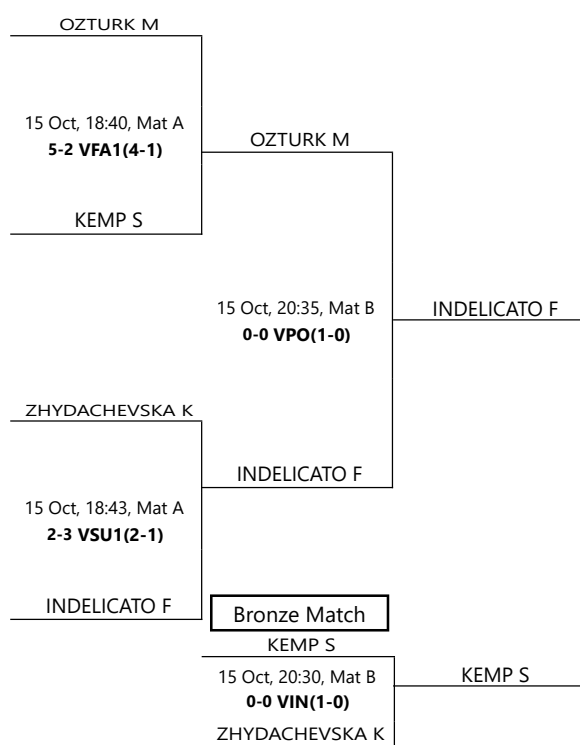 OZTURK M
15 Oct, 18:40, Mat A
5-2 VFA1(4-1)
OZTURK M
KEMP S
15 Oct, 20:35, Mat B
0-0 VPO(1-0)
INDELICATO F
ZHYDACHEVSKA K
INDELICATO F
15 Oct, 18:43, Mat A
2-3 VSU1(2-1)
INDELICATO F
Bronze Match
KEMP S
15 Oct, 20:30, Mat B
0-0 VIN(1-0)
KEMP S
ZHYDACHEVSKA K